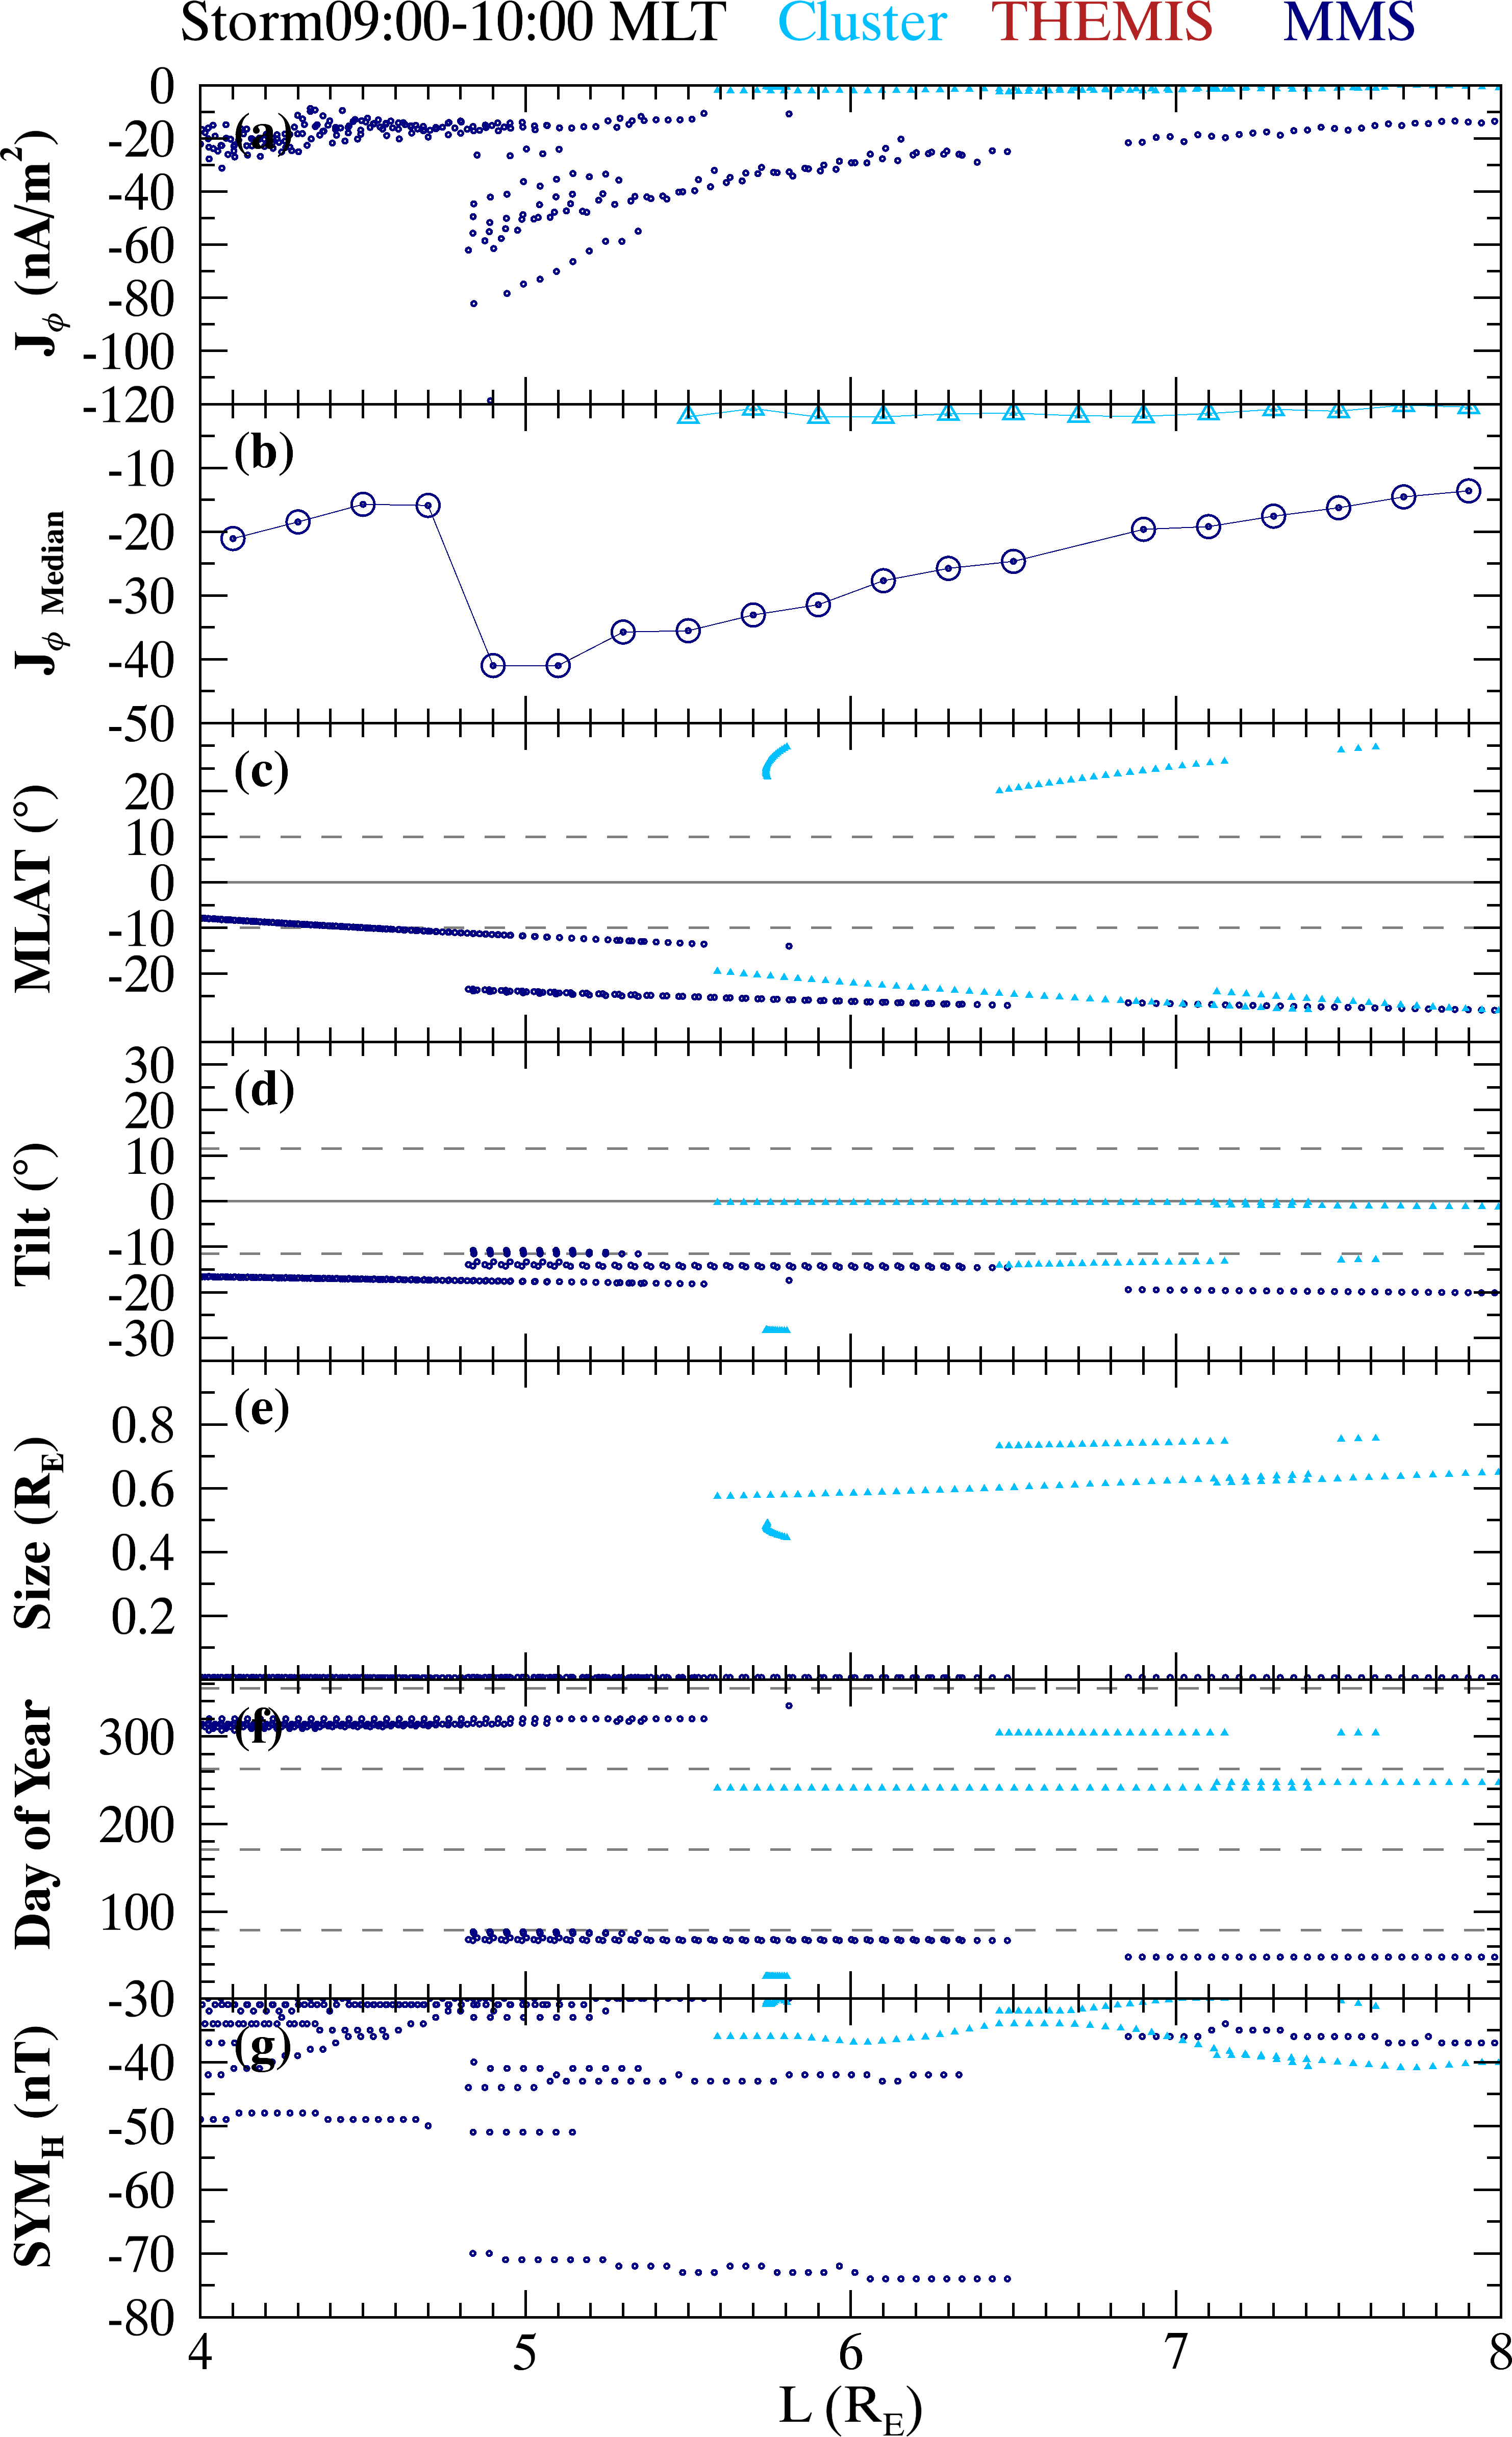 Storm09:00-10:00 MLT Cluster THEMIS MMS
0
-20
-40
-60
-80
-100
-120
(a)
Jϕ (nA/m²)
-10
-20
-30
-40
-50
(b)
Jϕ Median
20
10
0
-10
-20
(c)
MLAT (°)
30
20
10
0
-10
-20
-30
(d)
Tilt (°)
0.8
0.6
0.4
0.2
(e)
Size (R_E)
300
200
100
(f)
Day of Year
-30
-40
-50
-60
-70
-80
(g)
SYM_H (nT)
4 5 6 7 8
L (R_E)